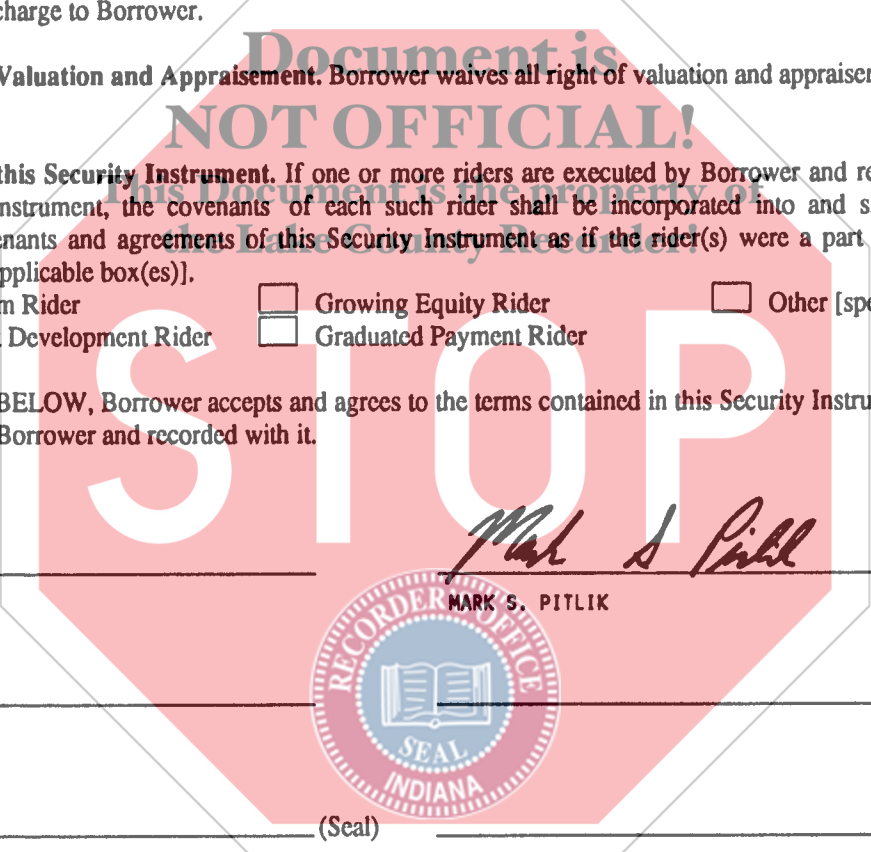 charge to Borrower.
Document is
Valuation and Appraisement. Borrower waives all right of valuation and appraisem
NOT OFFICIAL!
this Security Instrument. If one or more riders are executed by Borrower and re
This Document is the property of
nstrument, the covenants of each such rider shall be incorporated into and s
the Lake County Recorder!
enants and agreements of this Security Instrument as if the rider(s) were a part
pplicable box(es)].
m Rider Growing Equity Rider Other [spe
Development Rider Graduated Payment Rider
STOP
BELOW, Borrower accepts and agrees to the terms contained in this Security Instru
Borrower and recorded with it.
Mark S Pitlik
MARK S. PITLIK
RECORDER'S OFFICE
SEAL
INDIANA
(Seal)